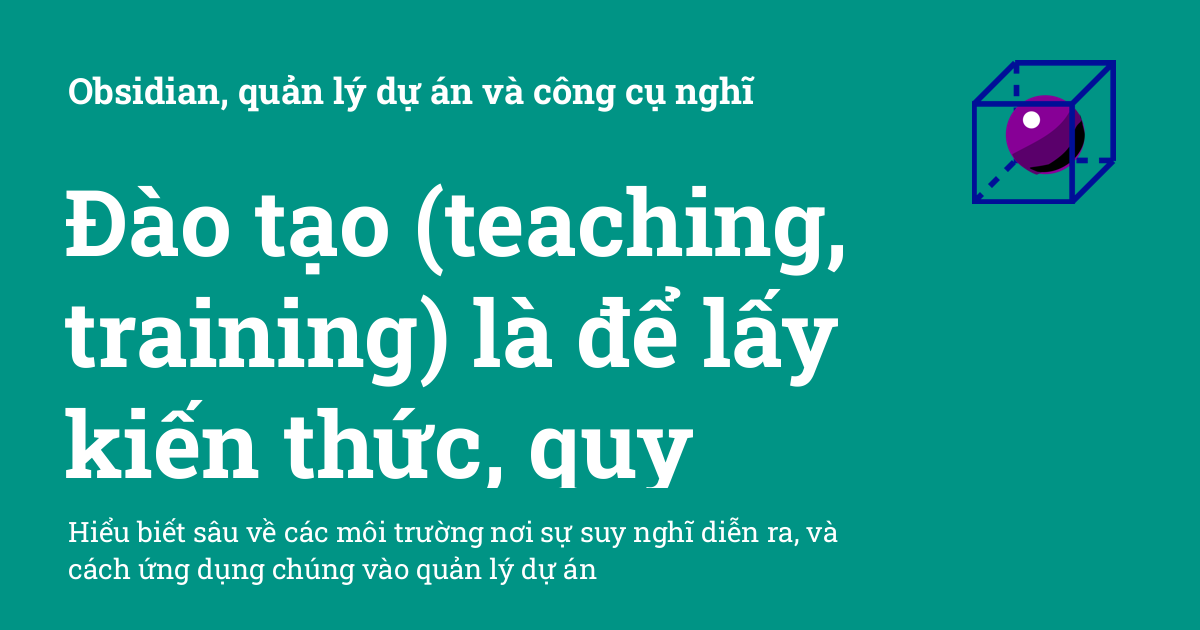 Obsidian, quản lý dự án và công cụ nghĩ
Đào tạo (teaching,
training) là để lấy
kiến thức, quy
Hiểu biết sâu về các môi trường nơi sự suy nghĩ diễn ra, và
cách ứng dụng chúng vào quản lý dự án